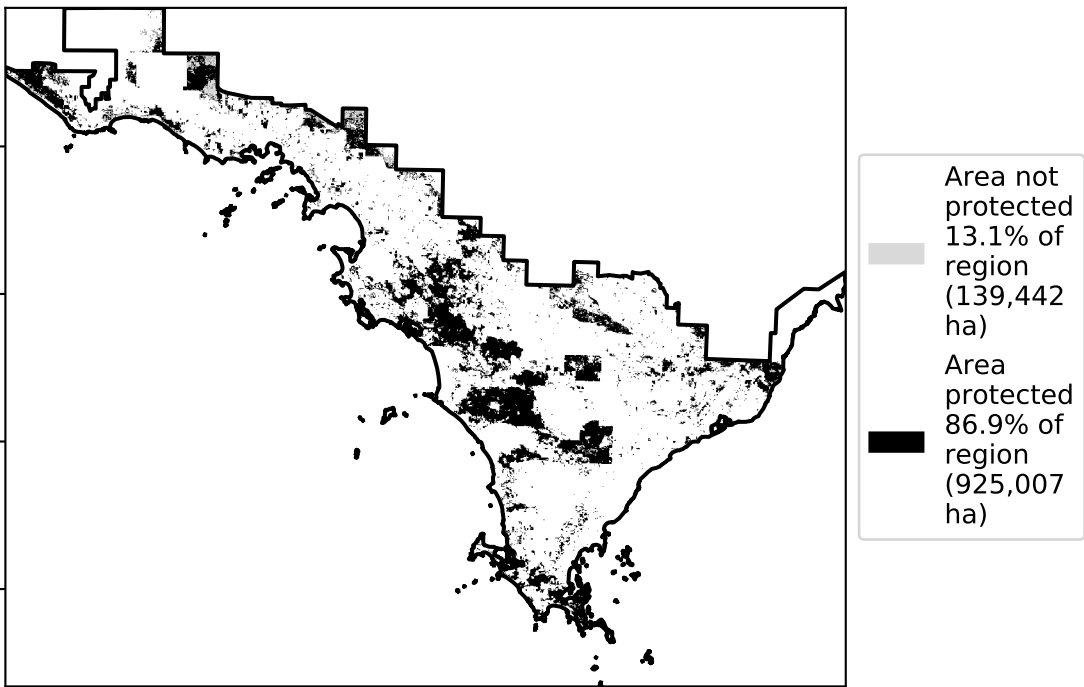 Area not
protected
13.1% of
region
(139,442
ha)
Area
protected
86.9% of
region
(925,007
ha)